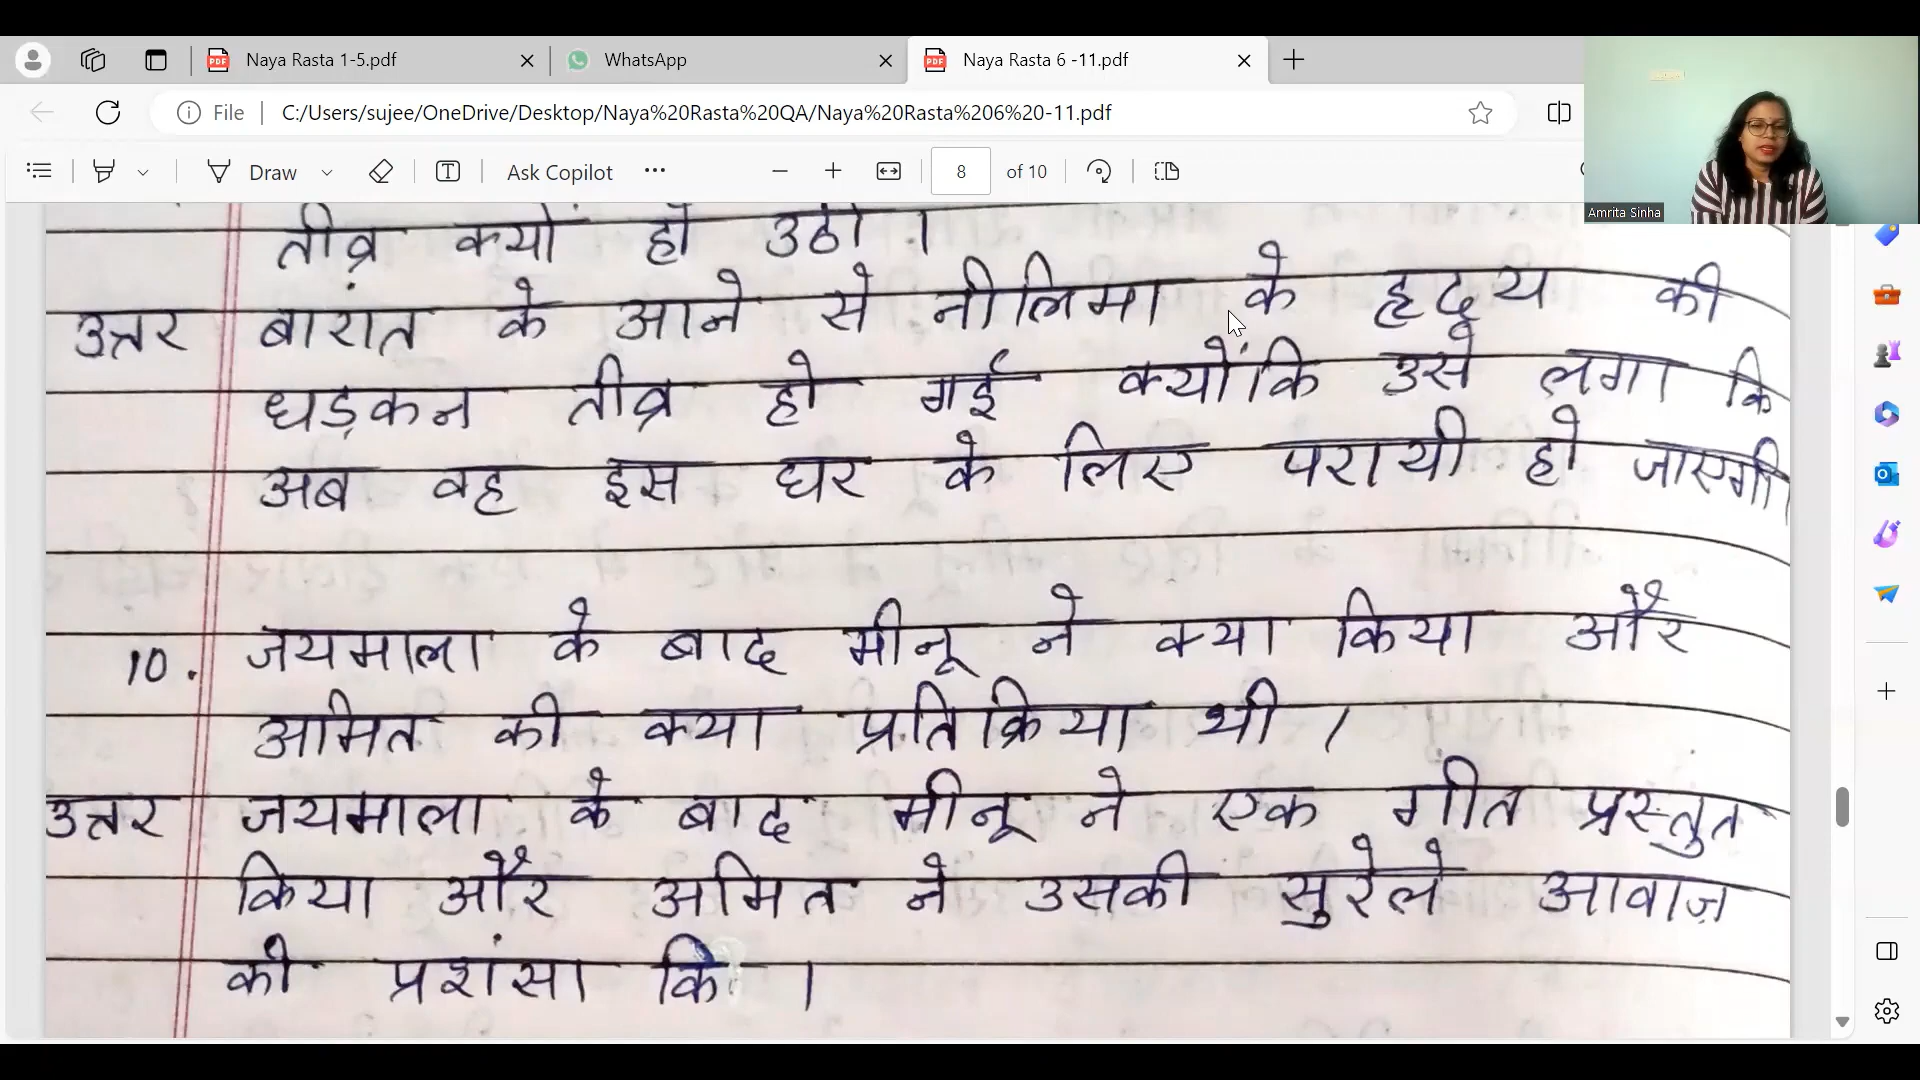 Naya Rasta 1-5.pdf
WhatsApp
Naya Rasta 6 -11.pdf
File
C:/Users/sujee/OneDrive/Desktop/Naya%20Rasta%20QA/Naya%20Rasta%206%20-11.pdf
Draw
Ask Copilot
8 of 10
Amrita Sinha
तीव्र क्यों हो उठी ।
उत्तर बारांत के आने से नीलिमा के हृदय की
धड़कन तीव्र हो गई क्योंकि उसे लगा कि
अब वह इस घर के लिए परायी हो जाएगी।
10. जयमाला के बाद मीनू ने क्या किया और
अमित की क्या प्रतिक्रिया थी ।
उत्तर जयमाला के बाद मीनू ने एक गीत प्रस्तुत
किया और अमित ने उसकी सुरेले आवाज़
की प्रशंसा कि ।